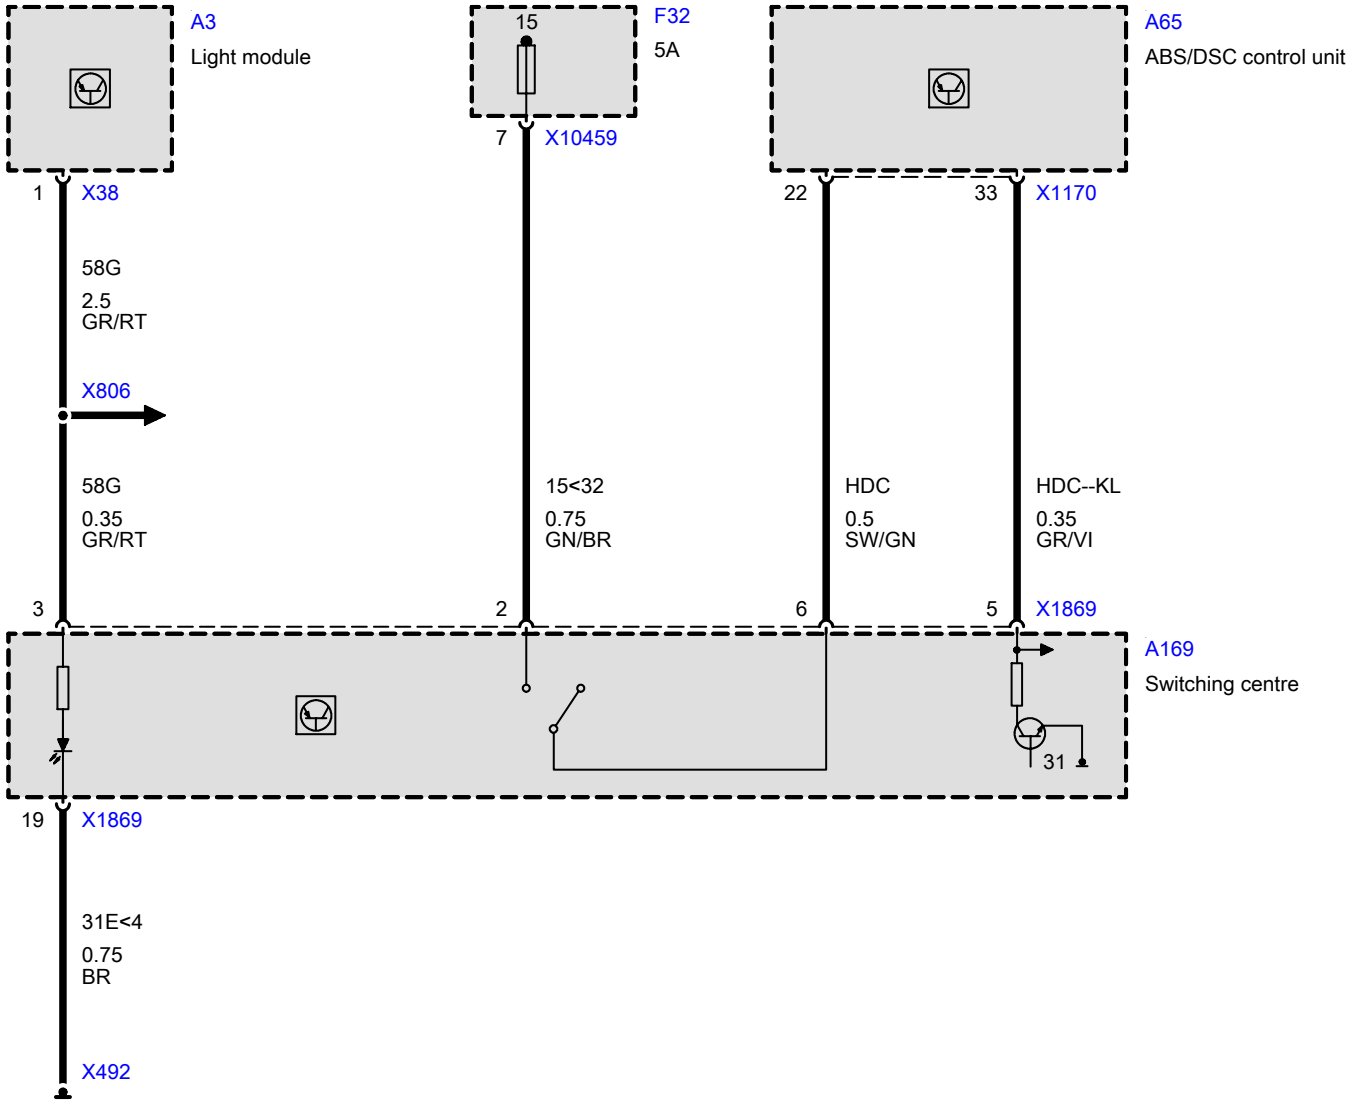 A3
Light module
15
F32
5A
A65
ABS/DSC control unit
1
X38
7
X10459
22
33
X1170
58G
2.5
GR/RT
X806
58G
0.35
GR/RT
15<32
0.75
GN/BR
HDC
0.5
SW/GN
HDC--KL
0.35
GR/VI
3
2
6
5
X1869
A169
Switching centre
31
19
X1869
31E<4
0.75
BR
X492